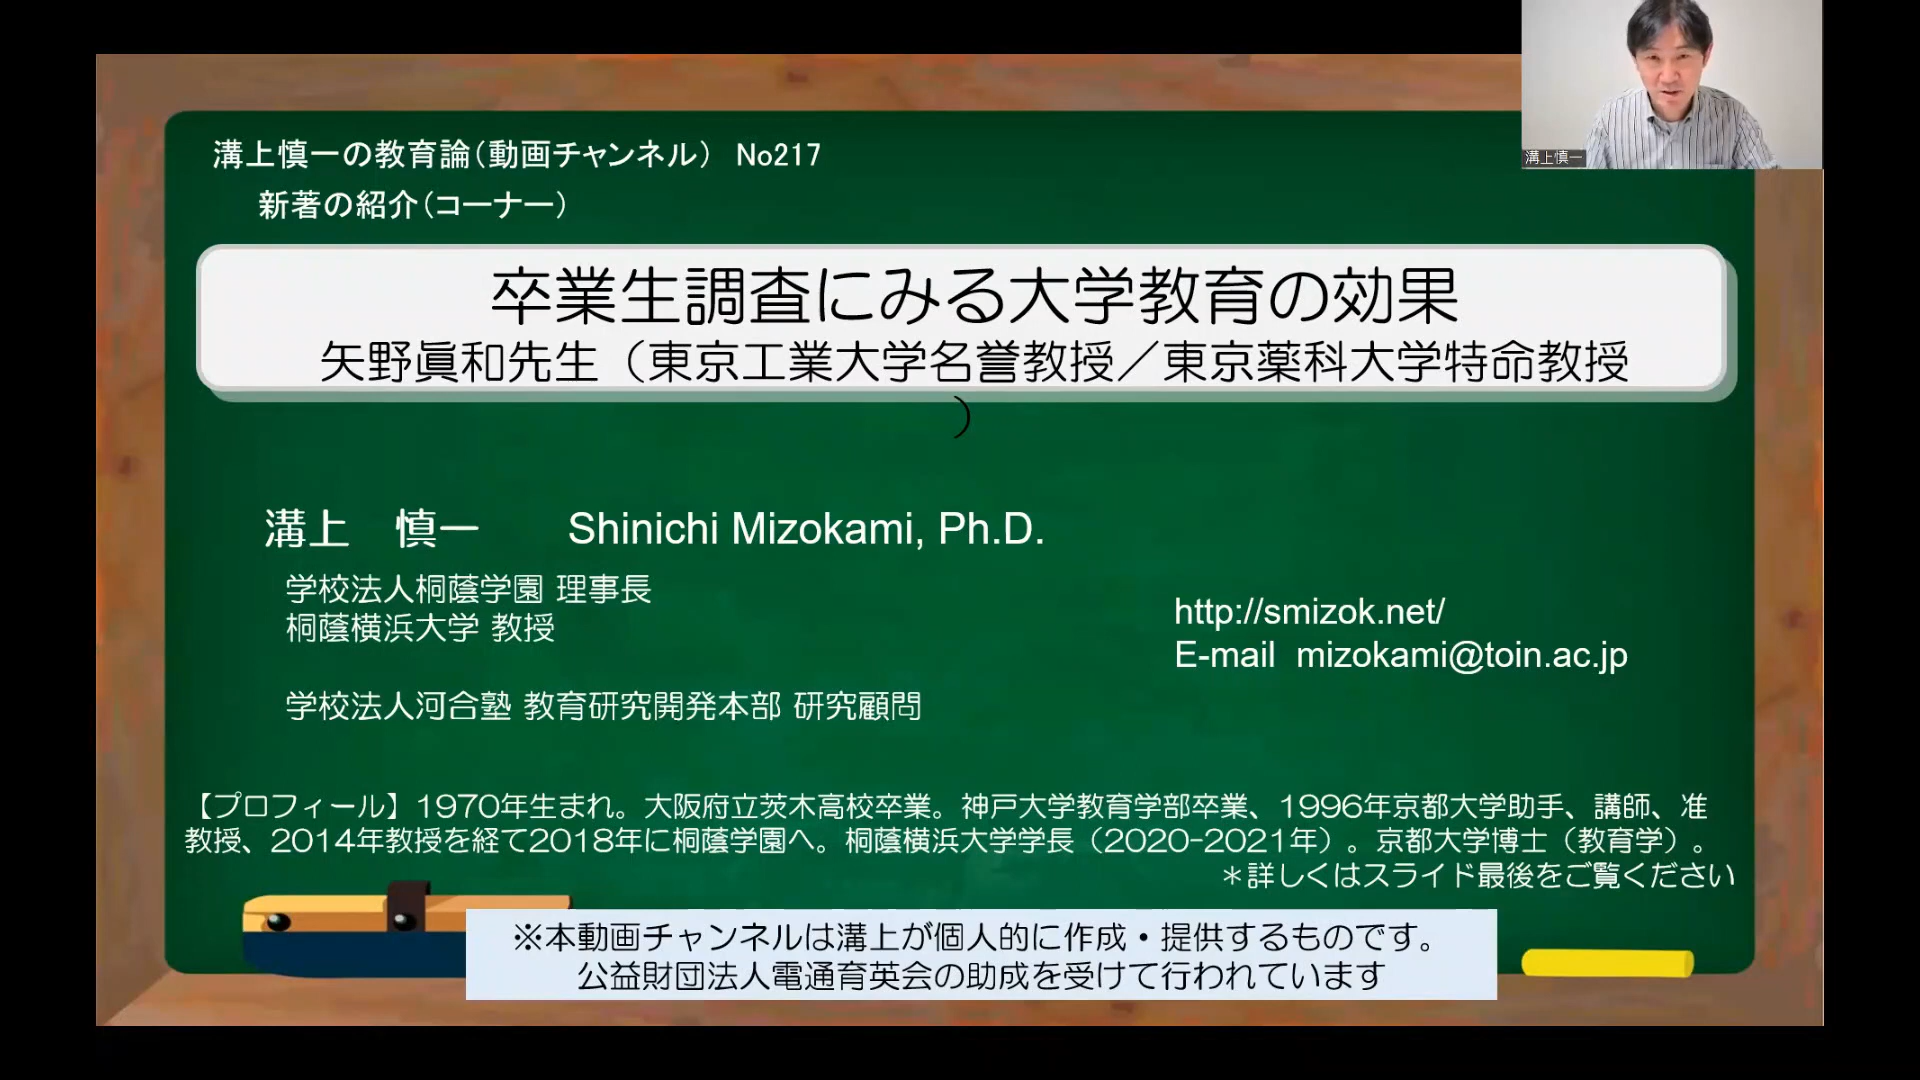 溝上慎一
溝上慎一の教育論（動画チャンネル） No217
新著の紹介（コーナー）
卒業生調査にみる大学教育の効果
矢野眞和先生（東京工業大学名誉教授／東京薬科大学特命教授
）
溝上　慎一 Shinichi Mizokami, Ph.D.
学校法人桐蔭学園 理事長
桐蔭横浜大学 教授
学校法人河合塾 教育研究開発本部 研究顧問
http://smizok.net/
E-mail mizokami@toin.ac.jp
【プロフィール】1970年生まれ。大阪府立茨木高校卒業。神戸大学教育学部卒業、1996年京都大学助手、講師、准
教授、2014年教授を経て2018年に桐蔭学園へ。桐蔭横浜大学学長（2020-2021年）。京都大学博士（教育学）。
＊詳しくはスライド最後をご覧ください
※本動画チャンネルは溝上が個人的に作成・提供するものです。
公益財団法人電通育英会の助成を受けて行われています